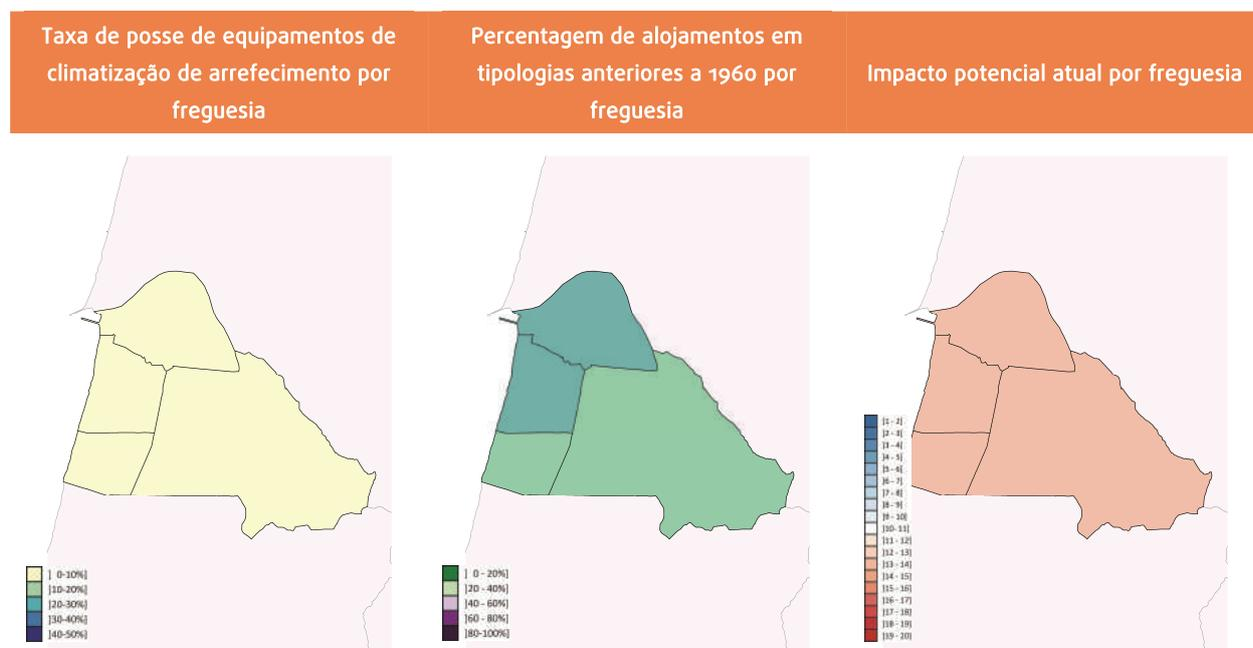 Taxa de posse de equipamentos de
climatização de arrefecimento por
freguesia
Percentagem de alojamentos em
tipologias anteriores a 1960 por
freguesia
Impacto potencial atual por freguesia
] 0-10%]
]10-20%]
]20-30%]
]30-40%]
]40-50%]
] 0 - 20%]
]20 - 40%]
]40 - 60%]
]60 - 80%]
]80-100%]
]1 - 2]
]2 - 3]
]3 - 4]
]4 - 5]
]5 - 6]
]6 - 7]
]7 - 8]
]8 - 9]
]9 - 10]
]10 - 11]
]11 - 12]
]12 - 13]
]13 - 14]
]14 - 15]
]15 - 16]
]16 - 17]
]17 - 18]
]18 - 19]
]19 - 20]